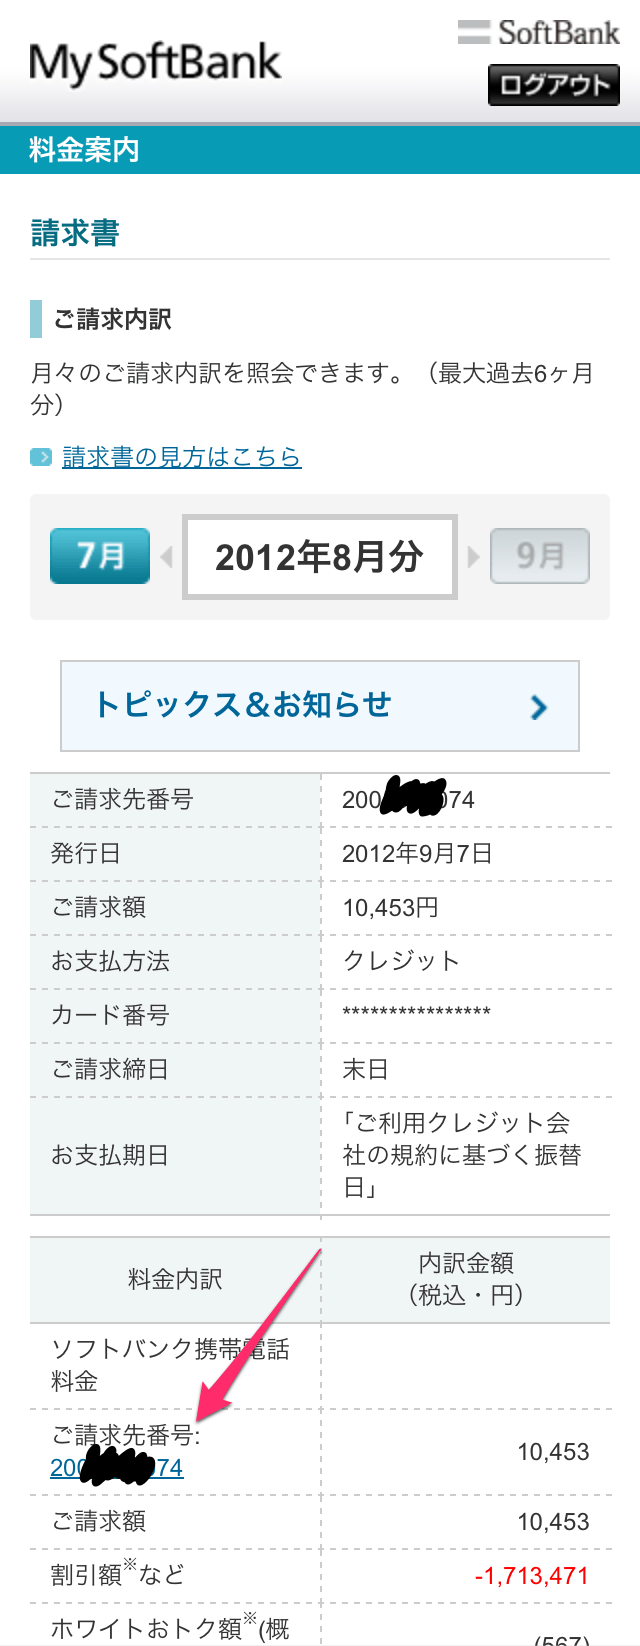 My SoftBank
SoftBank
ログアウト
料金案内
請求書
ご請求内訳
月々のご請求内訳を照会できます。（最大過去6ヶ月
分）
請求書の見方はこちら
7月
2012年8月分
9月
トピックス＆お知らせ
ご請求先番号 200 074
発行日 2012年9月7日
ご請求額 10,453円
お支払方法 クレジット
カード番号 ****************
ご請求締日 末日
お支払期日
「ご利用クレジット会
社の規約に基づく振替
日」
料金内訳
内訳金額
（税込・円）
ソフトバンク携帯電話
料金
ご請求先番号:
200 74
10,453
ご請求額 10,453
割引額※など -1,713,471
ホワイトおトク額※(概
(567)